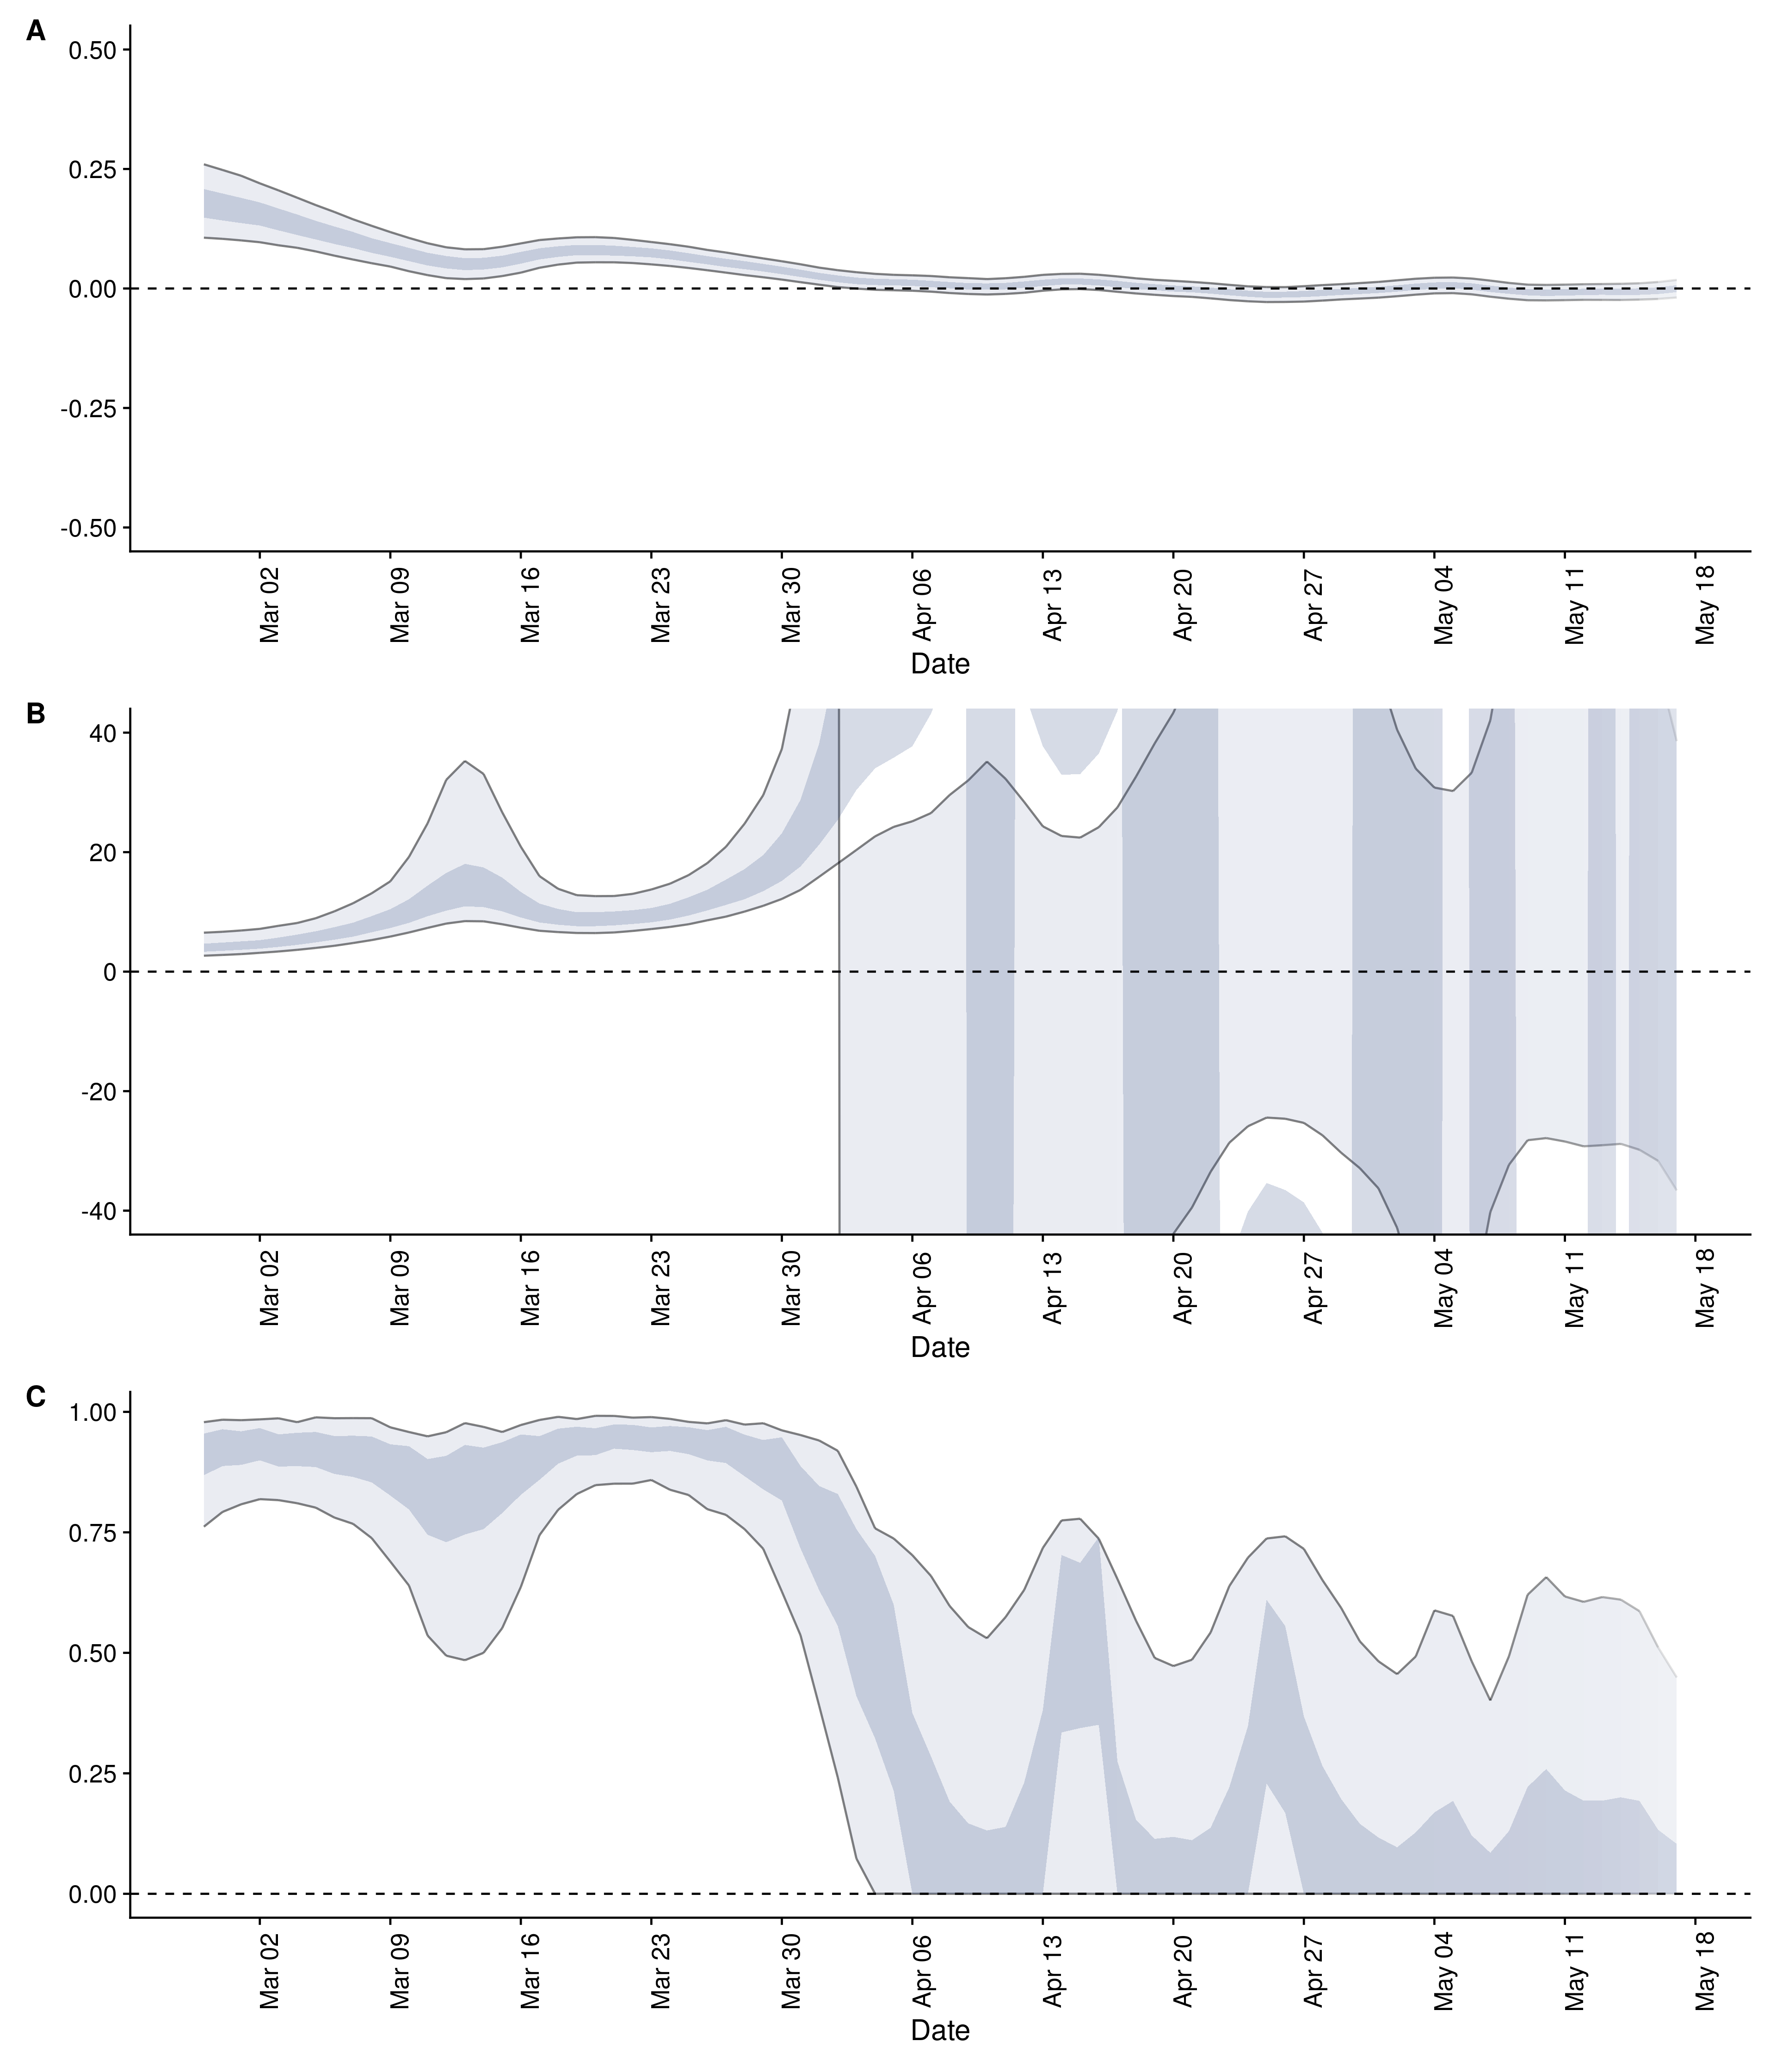 A
0.50
0.25
0.00
-0.25
-0.50
Mar 02
Mar 09
Mar 16
Mar 23
Mar 30
Apr 06
Apr 13
Apr 20
Apr 27
May 04
May 11
May 18
Date
B
40
20
0
-20
-40
Mar 02
Mar 09
Mar 16
Mar 23
Mar 30
Apr 06
Apr 13
Apr 20
Apr 27
May 04
May 11
May 18
Date
C
1.00
0.75
0.50
0.25
0.00
Mar 02
Mar 09
Mar 16
Mar 23
Mar 30
Apr 06
Apr 13
Apr 20
Apr 27
May 04
May 11
May 18
Date